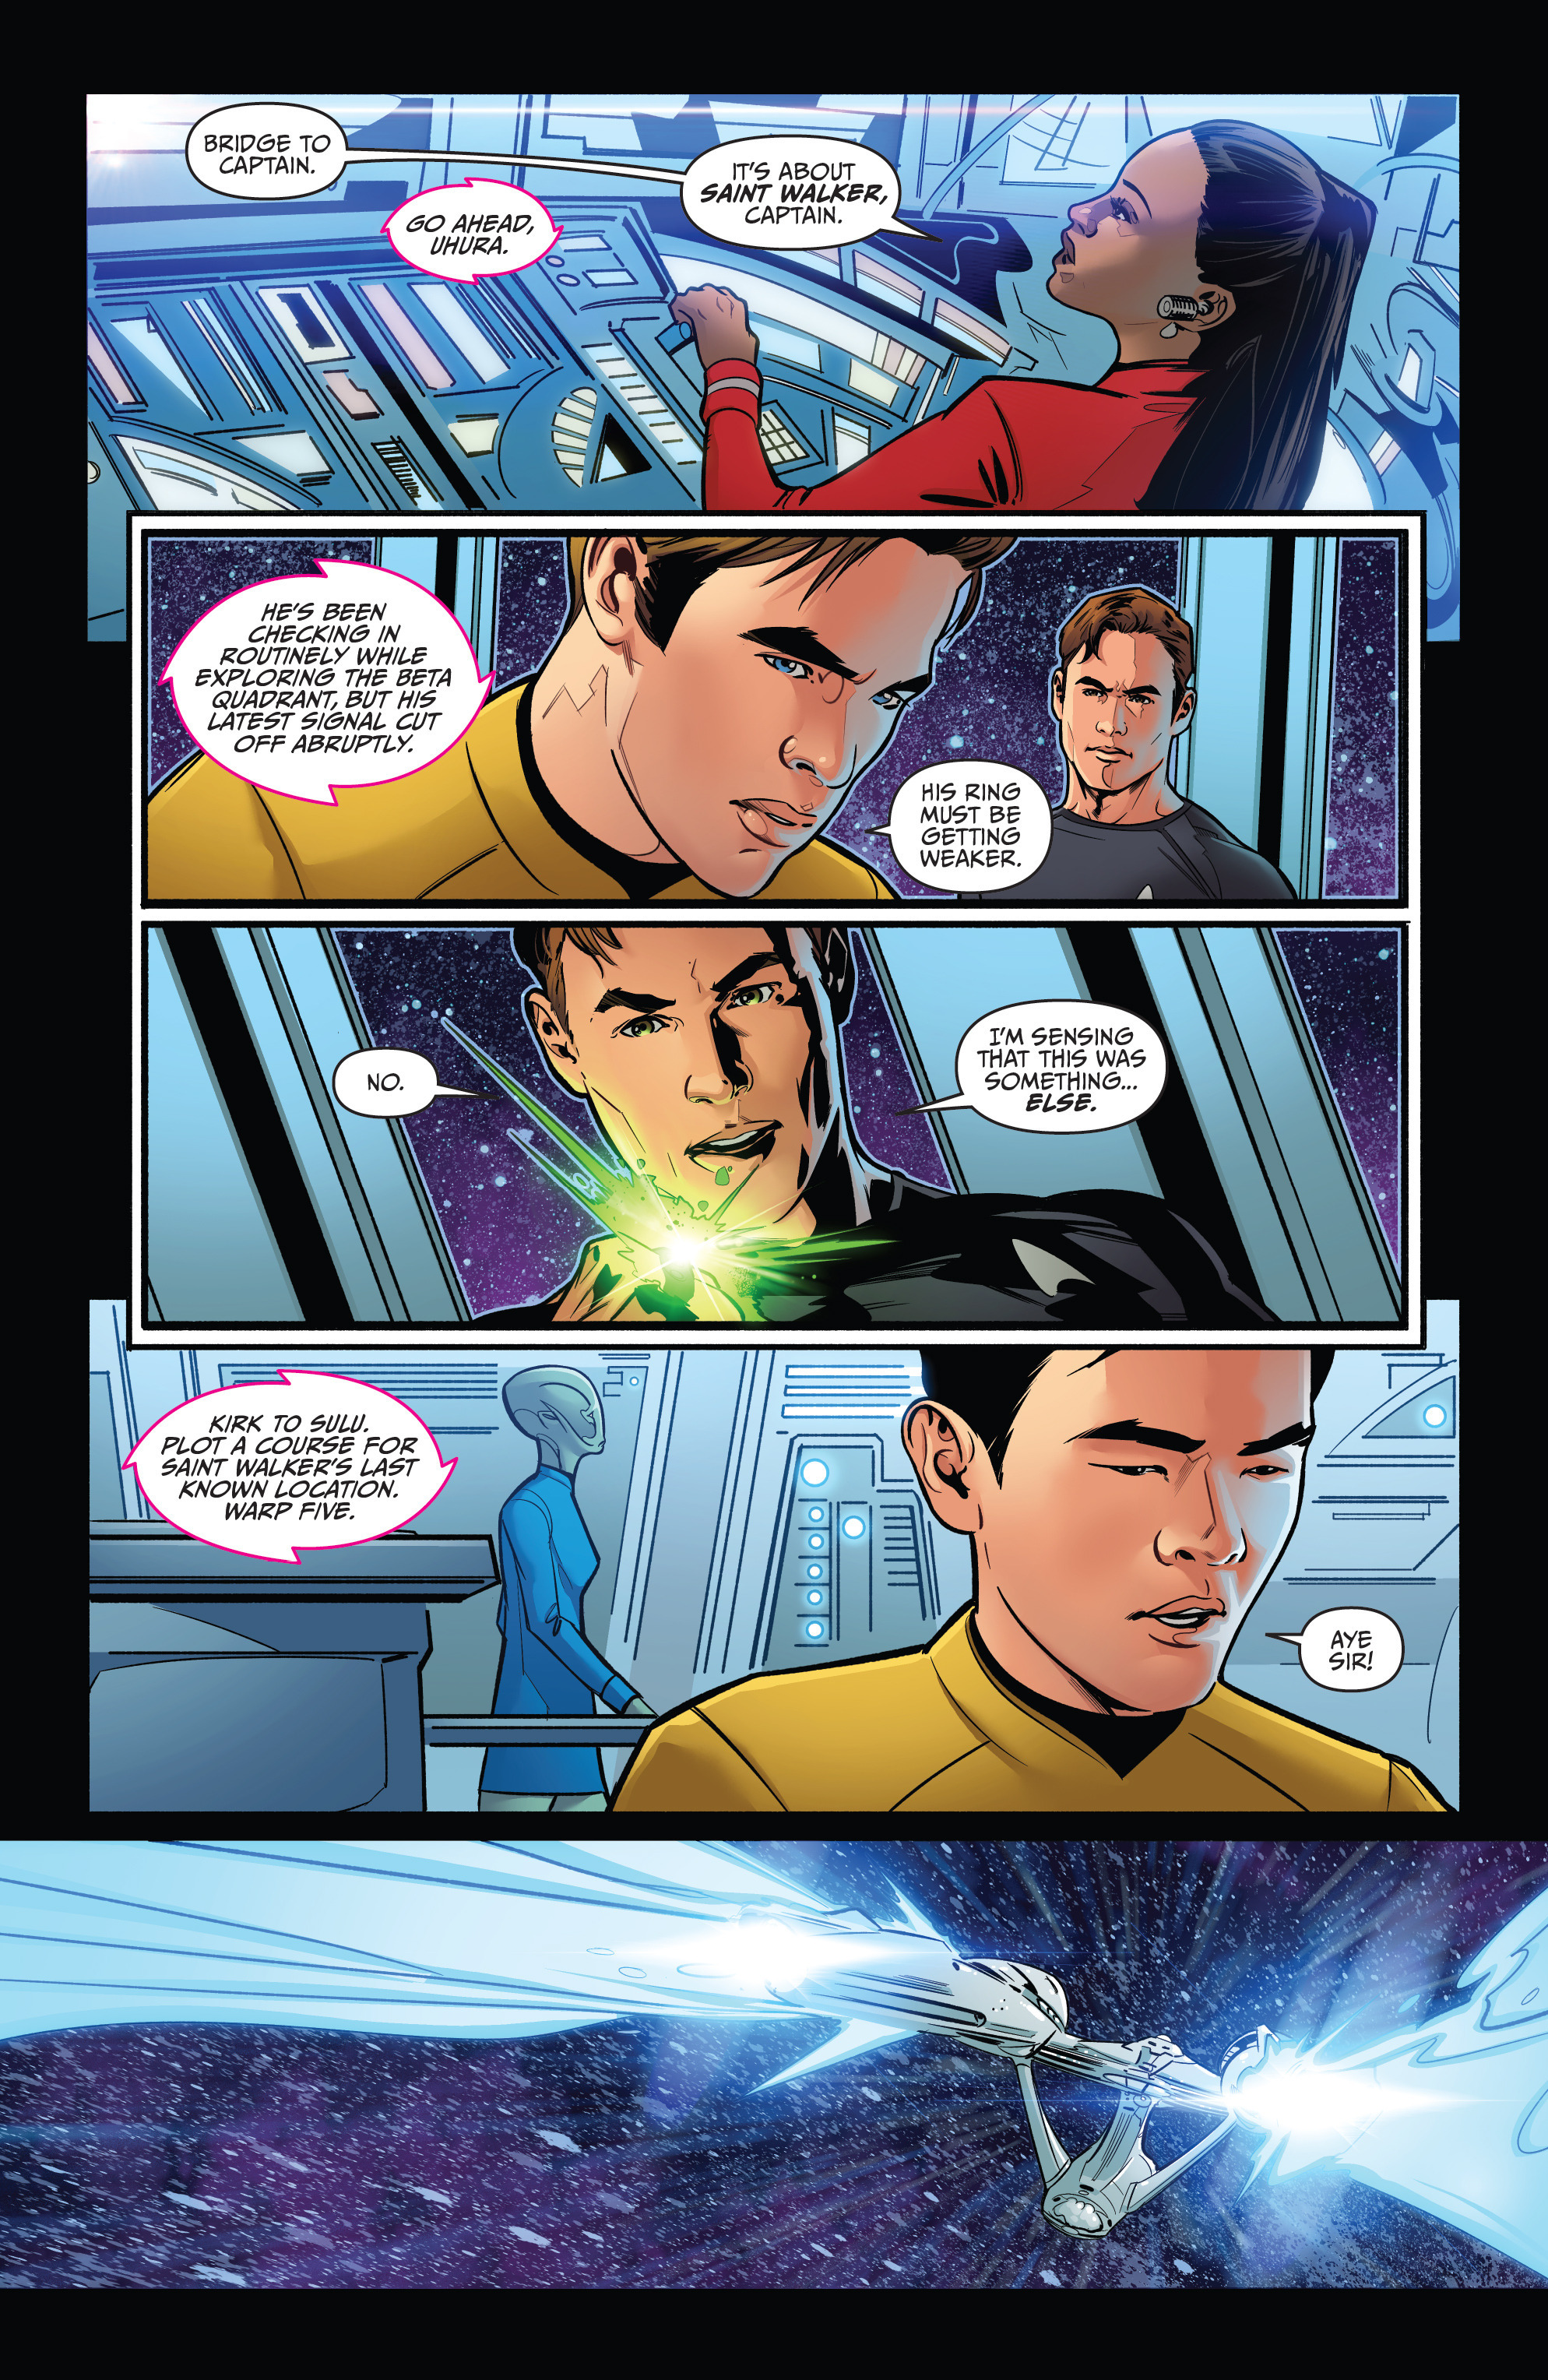 BRIDGE TO
CAPTAIN.
GO AHEAD,
UHURA.
IT'S ABOUT
SAINT WALKER,
CAPTAIN.
HE'S BEEN
CHECKING IN
ROUTINELY WHILE
EXPLORING THE BETA
QUADRANT, BUT HIS
LATEST SIGNAL CUT
OFF ABRUPTLY.
HIS RING
MUST BE
GETTING
WEAKER.
NO.
I'M SENSING
THAT THIS WAS
SOMETHING...
ELSE.
KIRK TO SULU.
PLOT A COURSE FOR
SAINT WALKER'S LAST
KNOWN LOCATION.
WARP FIVE.
AYE
SIR!